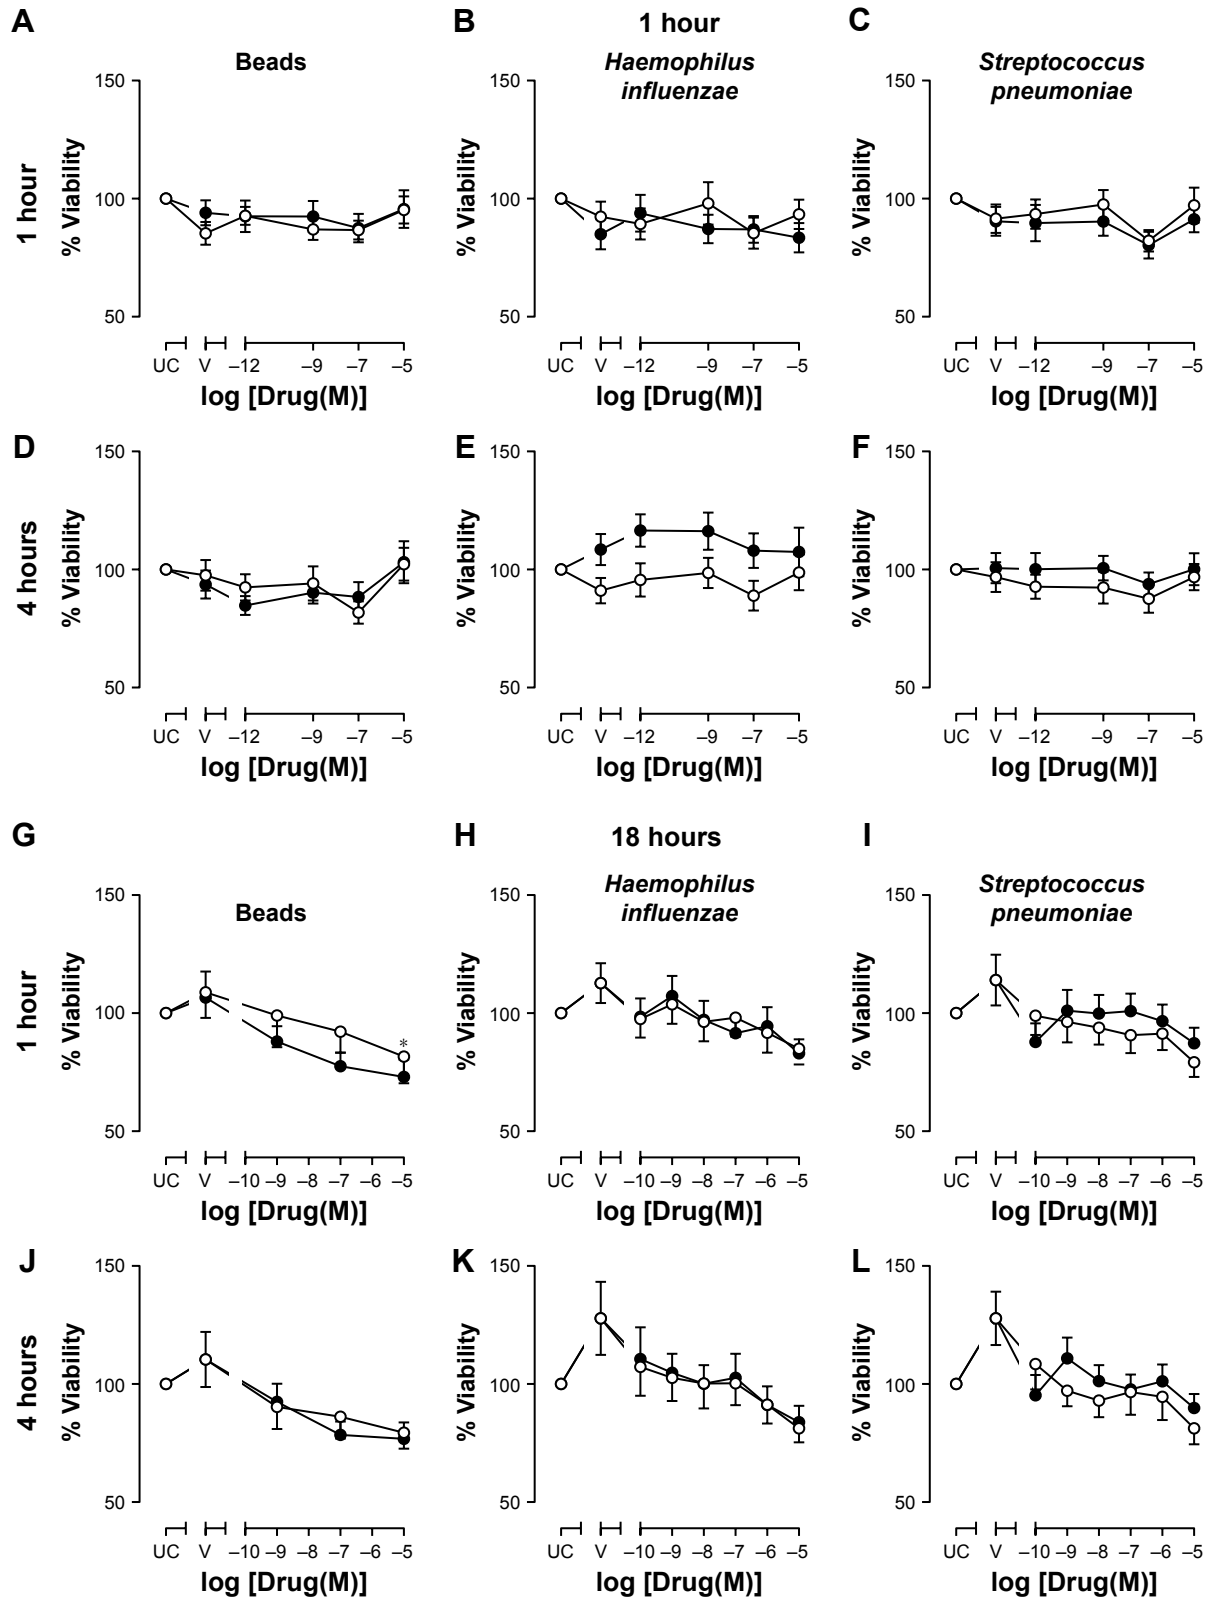 A
B
1 hour
C
Beads
Haemophilus
influenzae
Streptococcus
pneumoniae
1 hour
% Viability
150
100
50
UC V –12 –9 –7 –5
log [Drug(M)]
% Viability
150
100
50
UC V –12 –9 –7 –5
log [Drug(M)]
% Viability
150
100
50
UC V –12 –9 –7 –5
log [Drug(M)]
D
E
F
4 hours
% Viability
150
100
50
UC V –12 –9 –7 –5
log [Drug(M)]
% Viability
150
100
50
UC V –12 –9 –7 –5
log [Drug(M)]
% Viability
150
100
50
UC V –12 –9 –7 –5
log [Drug(M)]
G
H
18 hours
I
Beads
Haemophilus
influenzae
Streptococcus
pneumoniae
1 hour
% Viability
150
100
50
*
UC V –10 –9 –8 –7 –6 –5
log [Drug(M)]
% Viability
150
100
50
UC V –10 –9 –8 –7 –6 –5
log [Drug(M)]
% Viability
150
100
50
UC V –10 –9 –8 –7 –6 –5
log [Drug(M)]
J
K
L
4 hours
% Viability
150
100
50
UC V –10 –9 –8 –7 –6 –5
log [Drug(M)]
% Viability
150
100
50
UC V –10 –9 –8 –7 –6 –5
log [Drug(M)]
% Viability
150
100
50
UC V –10 –9 –8 –7 –6 –5
log [Drug(M)]